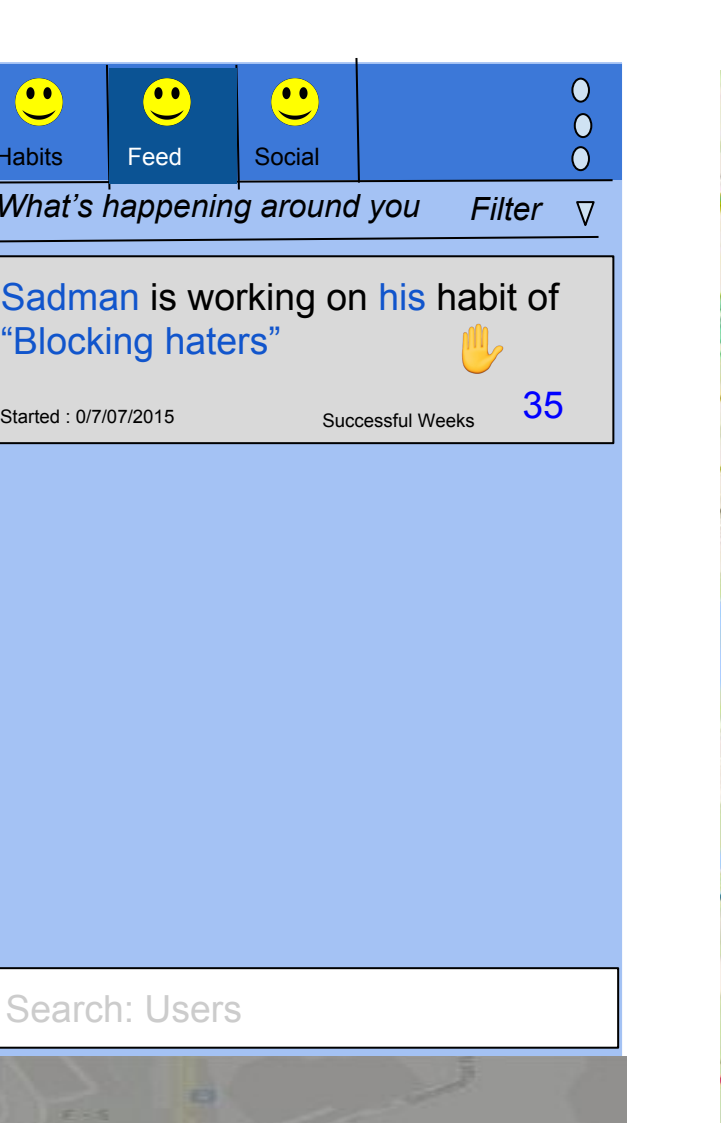 Habits Feed Social
What's happening around you Filter
Sadman is working on his habit of
“Blocking haters”
Started : 0/7/07/2015 Successful Weeks 35
Search: Users